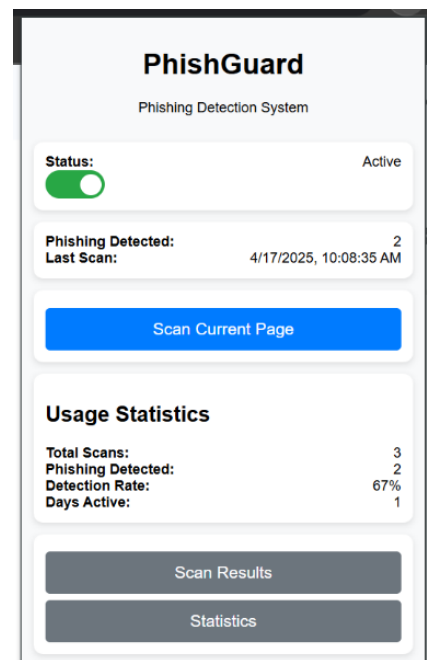 PhishGuard
Phishing Detection System
Status: Active
Phishing Detected: 2
Last Scan: 4/17/2025, 10:08:35 AM
Scan Current Page
Usage Statistics
Total Scans: 3
Phishing Detected: 2
Detection Rate: 67%
Days Active: 1
Scan Results
Statistics